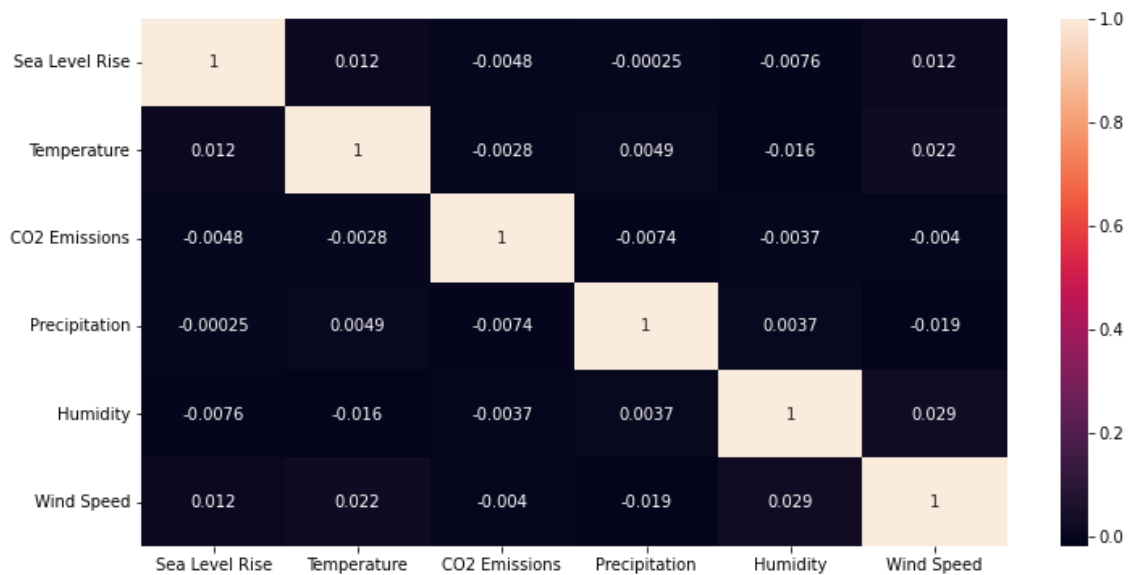 Sea Level Rise 1 0.012 -0.0048 -0.00025 -0.0076 0.012
Temperature 0.012 1 -0.0028 0.0049 -0.016 0.022
CO2 Emissions -0.0048 -0.0028 1 -0.0074 -0.0037 -0.004
Precipitation -0.00025 0.0049 -0.0074 1 0.0037 -0.019
Humidity -0.0076 -0.016 -0.0037 0.0037 1 0.029
Wind Speed 0.012 0.022 -0.004 -0.019 0.029 1
Sea Level Rise Temperature CO2 Emissions Precipitation Humidity Wind Speed
1.0
0.8
0.6
0.4
0.2
0.0